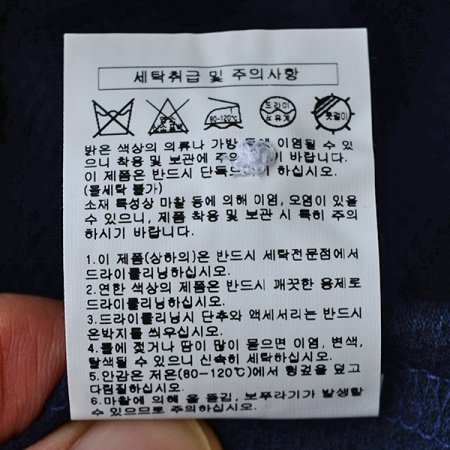 세탁취급 및 주의사항
80-120℃
드라이
석유계
옷걸이
밝은 색상의 의류나 가방 등에 이염될 수 있
으니 착용 및 보관에 주의 바랍니다.
이 제품은 반드시 단독으로 하십시오.
(물세탁 불가)
소재 특성상 마찰 등에 의해 이염, 오염이 있을
수 있으니, 제품 착용 및 보관 시 특히 주의
하시기 바랍니다.
1.이 제품(상하의)은 반드시 세탁전문점에서
드라이클리닝하십시오.
2.연한 색상의 제품은 반드시 깨끗한 용제로
드라이클리닝하십시오.
3.드라이클리닝시 단추와 액세서리는 반드시
은박지를 씌우십시오.
4.물에 젖거나 땀이 많이 묻으면 이염, 변색,
탈색될 수 있으니 신속히 세탁하십시오.
5.안감은 저온(80-120℃)에서 헝겊을 덮고
다림질하십시오.
6.마찰에 의해 올 뜯김, 보푸라기가 발생할
수 있으므로 주의하십시오.